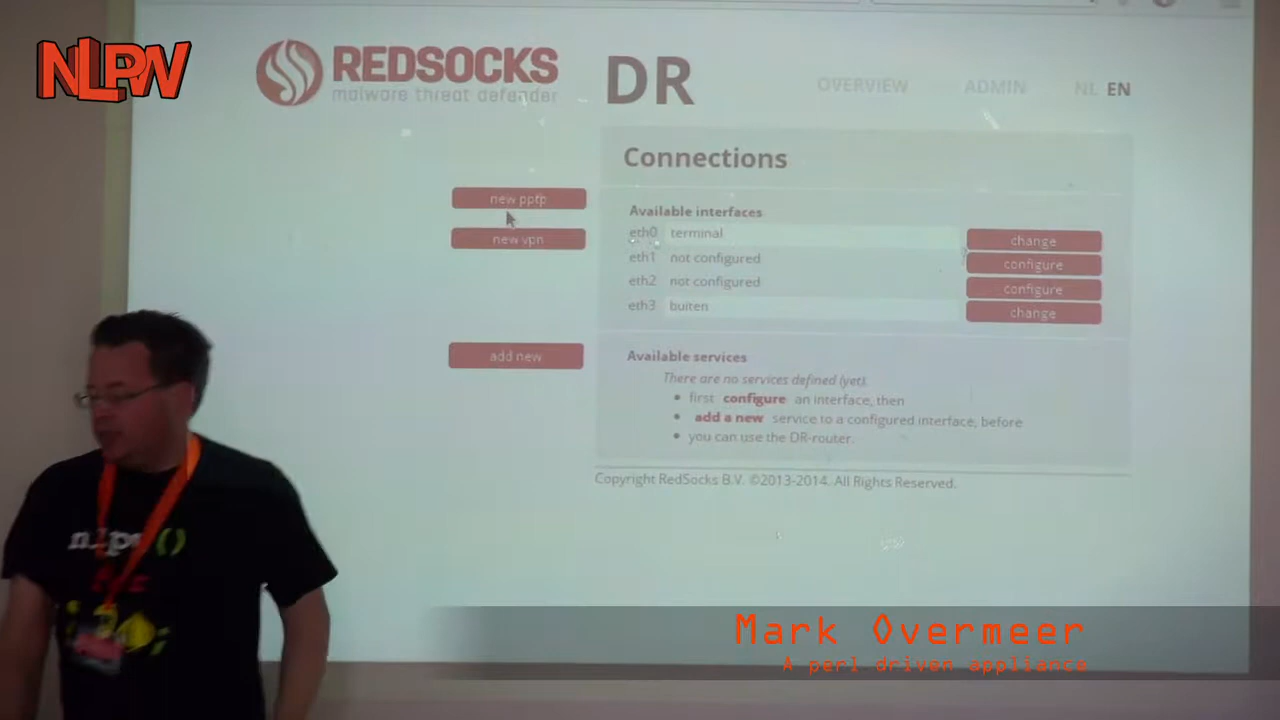 NLPW
REDSOCKS
malware threat defender
DR
OVERVIEW ADMIN NL EN
Connections
new pptp
new vpn
Available interfaces
eth0 terminal change
eth1 not configured configure
eth2 not configured configure
eth3 buiten change
add new
Available services
There are no services defined (yet).
first configure an interface, then
add a new service to a configured interface, before
you can use the DR-router.
Copyright RedSocks B.V. ©2013-2014. All Rights Reserved.
Mark Overmeer
A perl driven appliance